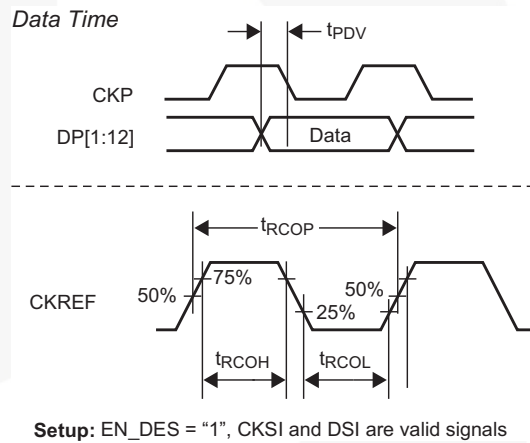 Data Time
tPDV
CKP
DP[1:12]
Data
tRCOP
75%
50%
50%
CKREF
25%
tRCOH
tRCOL
Setup: EN_DES = “1”, CKSI and DSI are valid signals